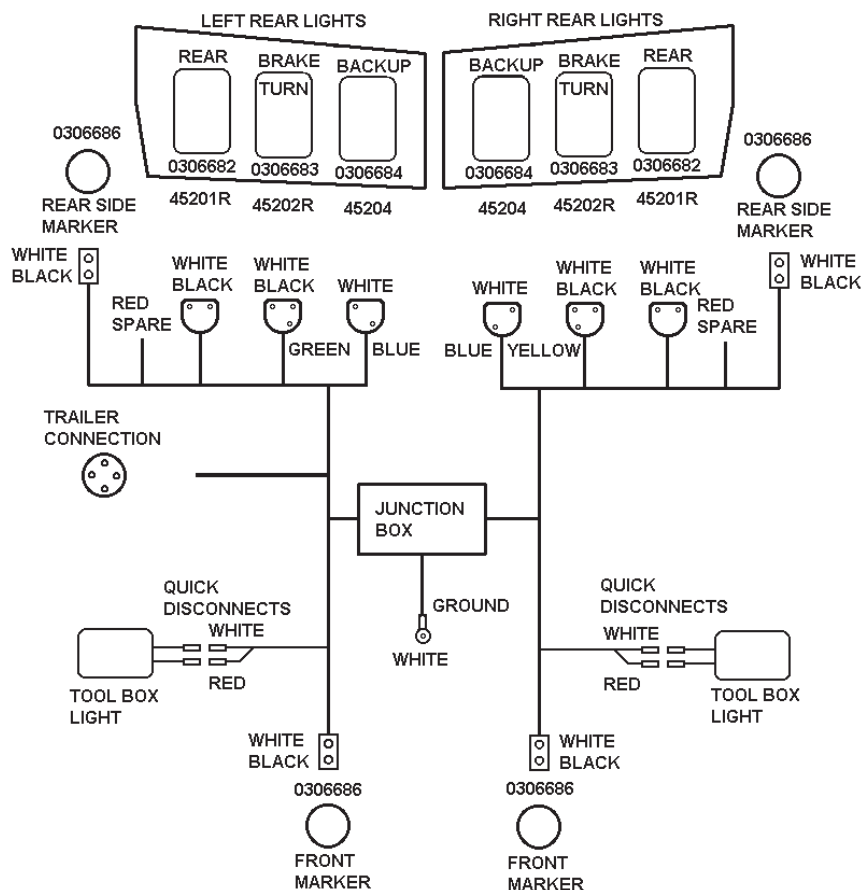 LEFT REAR LIGHTS
RIGHT REAR LIGHTS
REAR
BRAKE
TURN
BACKUP
BACKUP
BRAKE
TURN
REAR
0306686
0306682
0306683
0306684
0306684
0306683
0306682
0306686
45201R
45202R
45204
45204
45202R
45201R
REAR SIDE
MARKER
REAR SIDE
MARKER
WHITE
BLACK
RED
SPARE
WHITE
BLACK
WHITE
BLACK
GREEN
WHITE
BLUE
WHITE
BLUE
WHITE
BLACK
YELLOW
WHITE
BLACK
RED
SPARE
WHITE
BLACK
TRAILER
CONNECTION
JUNCTION
BOX
GROUND
WHITE
QUICK
DISCONNECTS
WHITE
RED
TOOL BOX
LIGHT
QUICK
DISCONNECTS
WHITE
RED
TOOL BOX
LIGHT
WHITE
BLACK
WHITE
BLACK
0306686
0306686
FRONT
MARKER
FRONT
MARKER